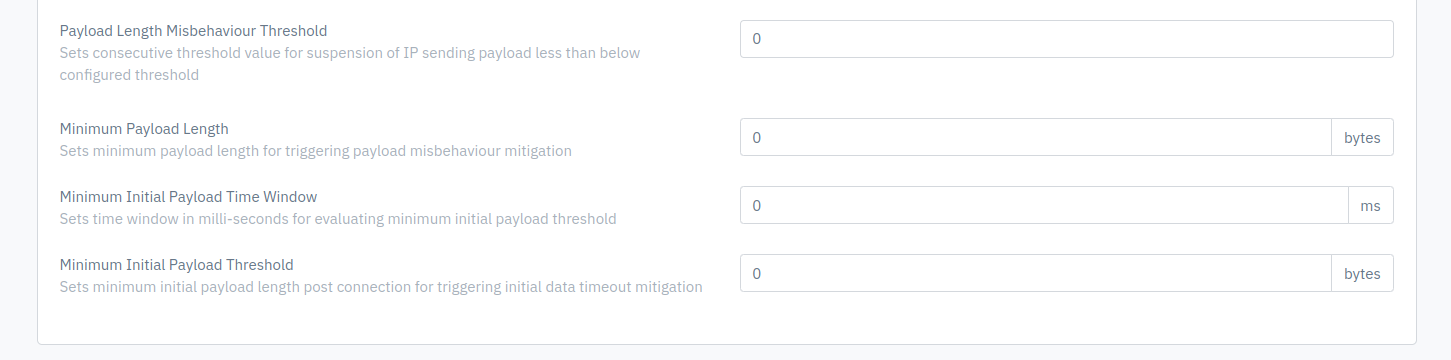 Payload Length Misbehaviour Threshold
Sets consecutive threshold value for suspension of IP sending payload less than below
configured threshold
0
Minimum Payload Length
Sets minimum payload length for triggering payload misbehaviour mitigation
0 bytes
Minimum Initial Payload Time Window
Sets time window in milli-seconds for evaluating minimum initial payload threshold
0 ms
Minimum Initial Payload Threshold
Sets minimum initial payload length post connection for triggering initial data timeout mitigation
0 bytes